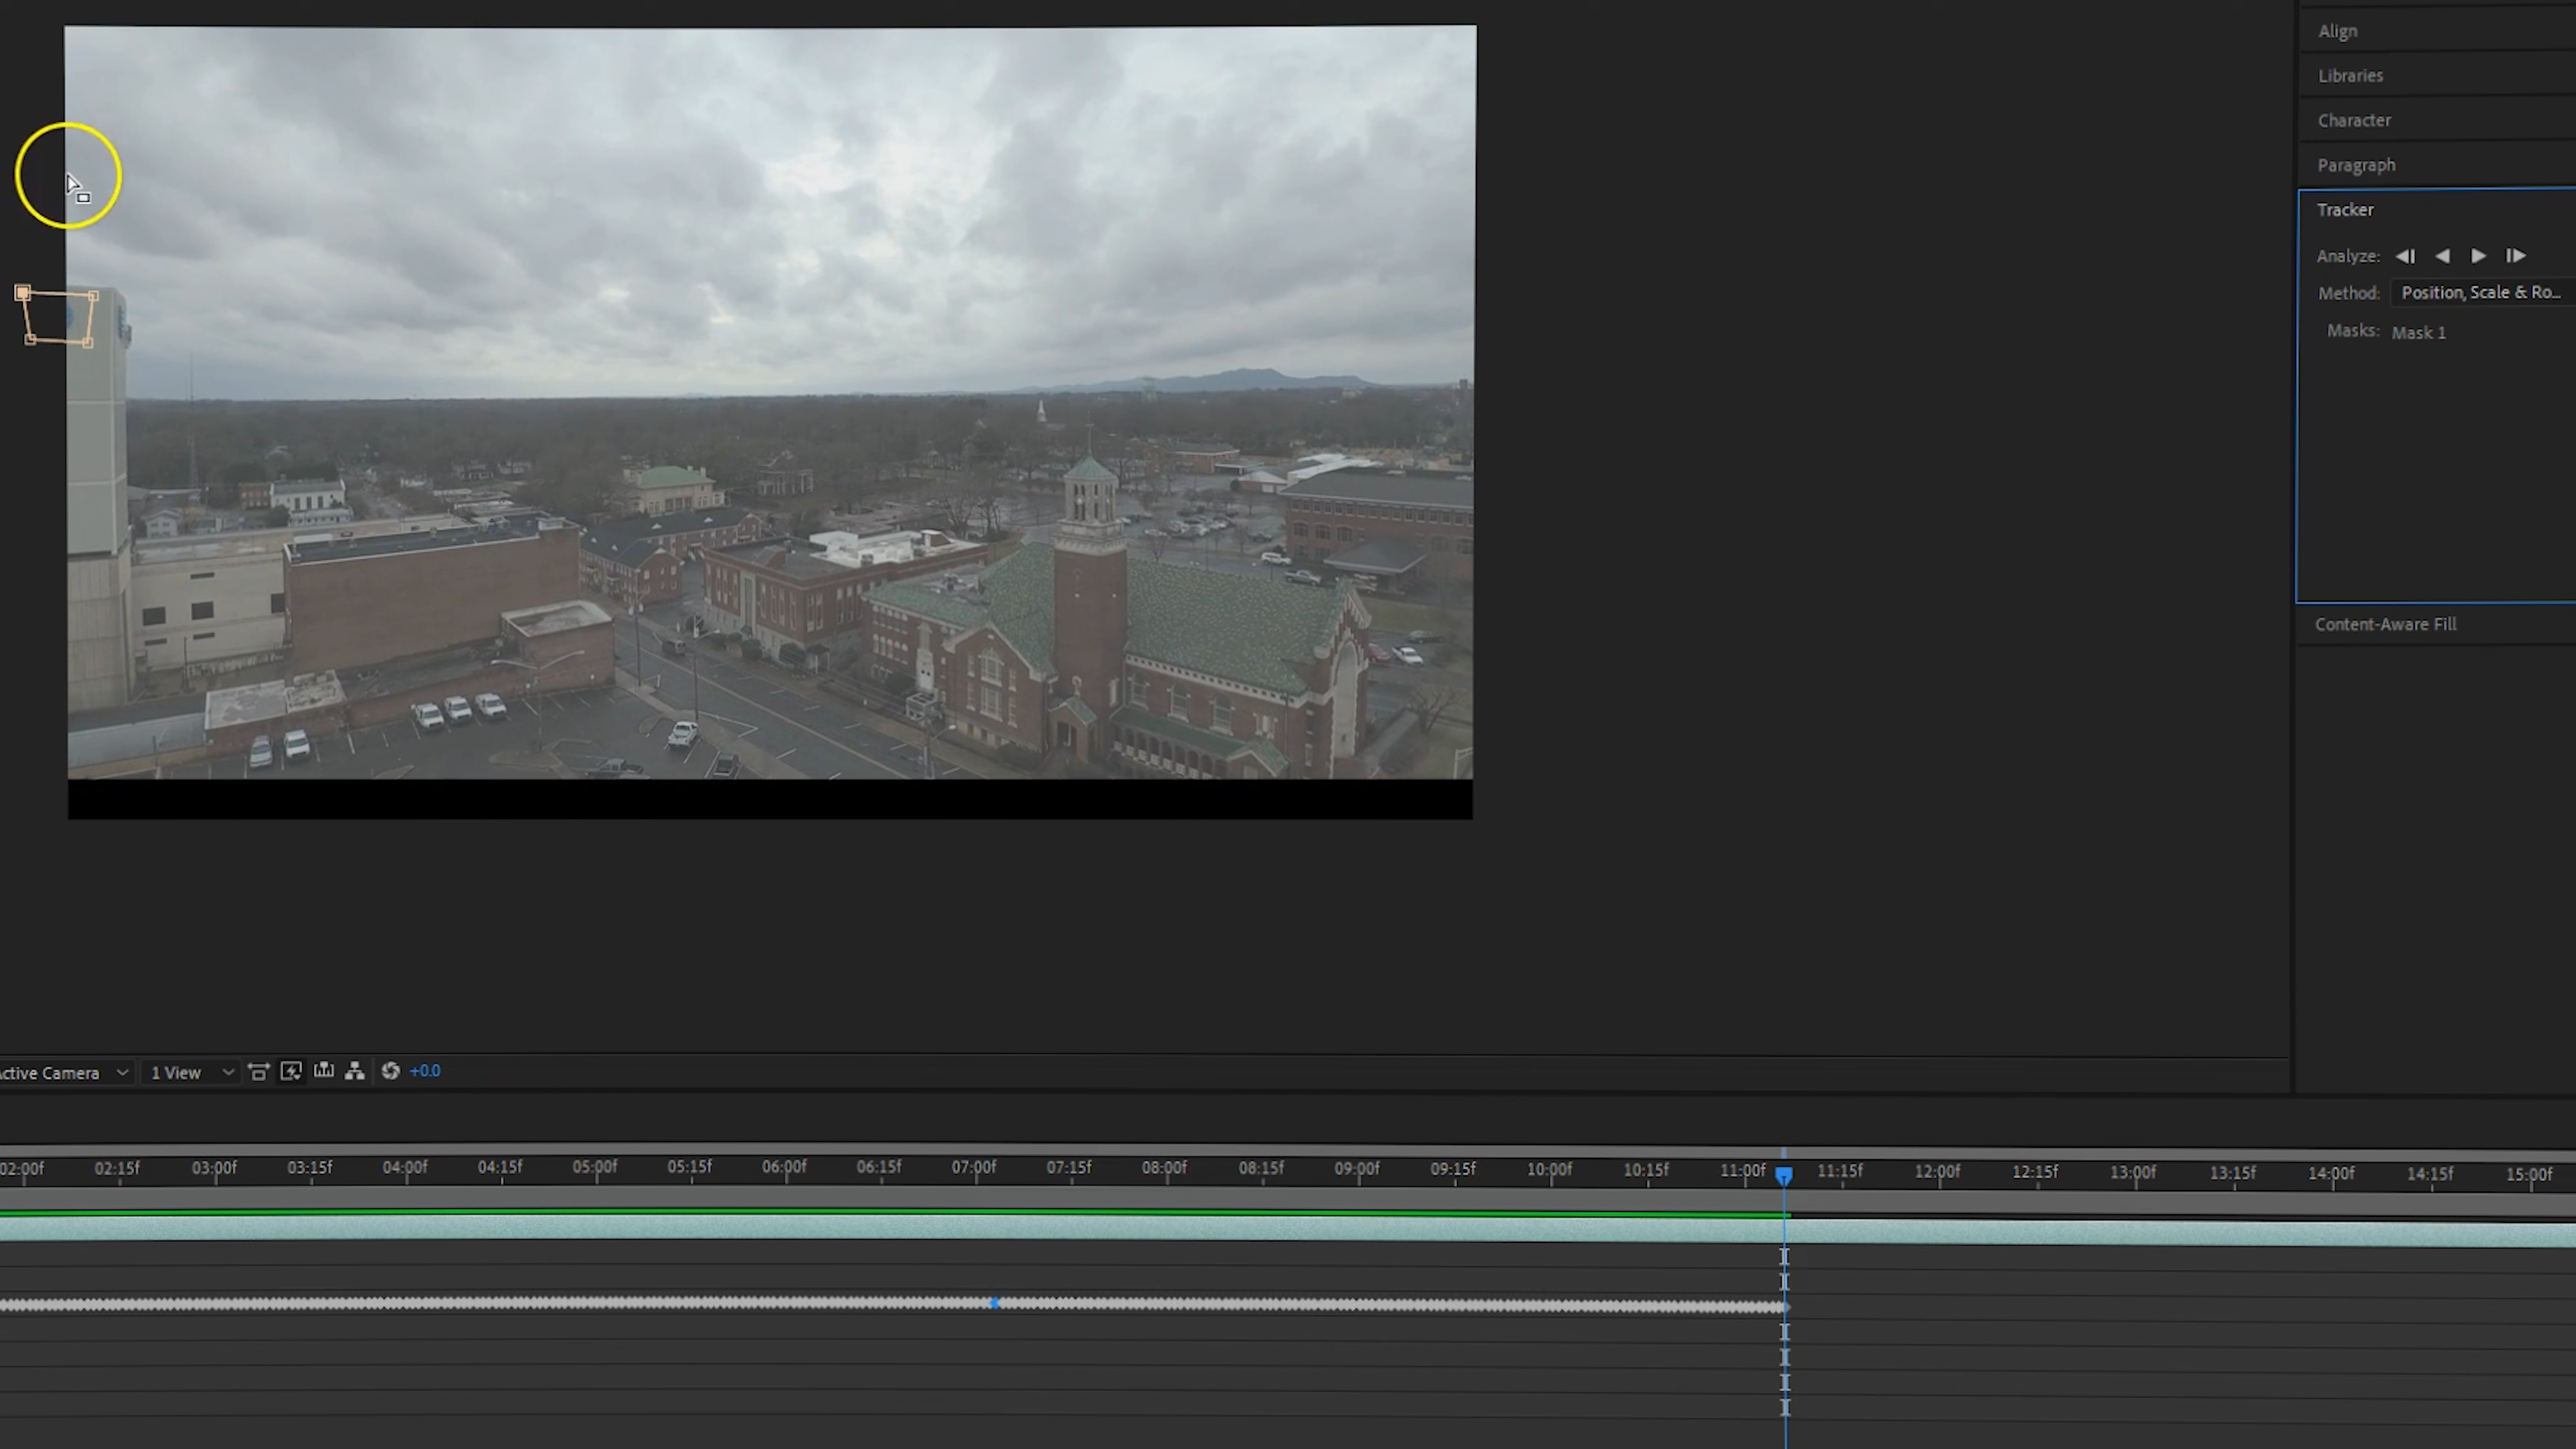 Align
Libraries
Character
Paragraph
Tracker
Analyze:
Method: Position, Scale & Ro...
Masks: Mask 1
Content-Aware Fill
ctive Camera 1 View +0.0
02:00f 02:15f 03:00f 03:15f 04:00f 04:15f 05:00f 05:15f 06:00f 06:15f 07:00f 07:15f 08:00f 08:15f 09:00f 09:15f 10:00f 10:15f 11:00f 11:15f 12:00f 12:15f 13:00f 13:15f 14:00f 14:15f 15:00f